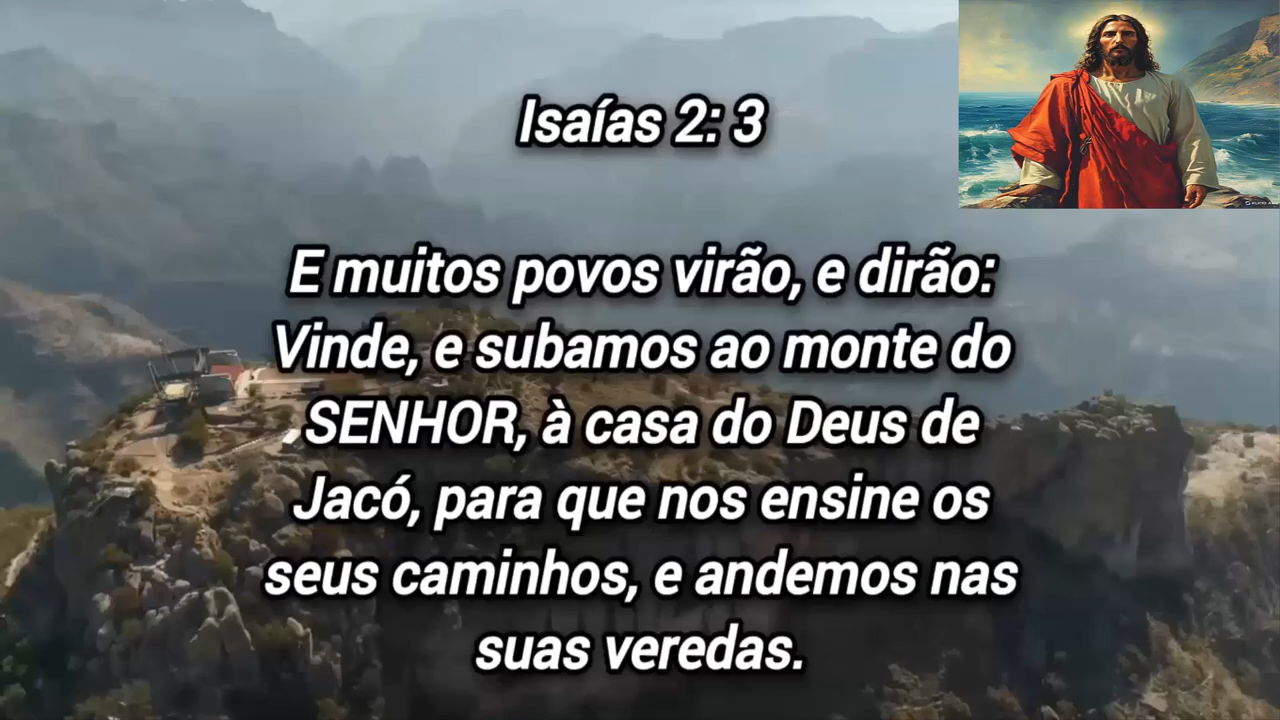 Isaías 2: 3
E muitos povos virão, e dirão:
Vinde, e subamos ao monte do
SENHOR, à casa do Deus de
Jacó, para que nos ensine os
seus caminhos, e andemos nas
suas veredas.